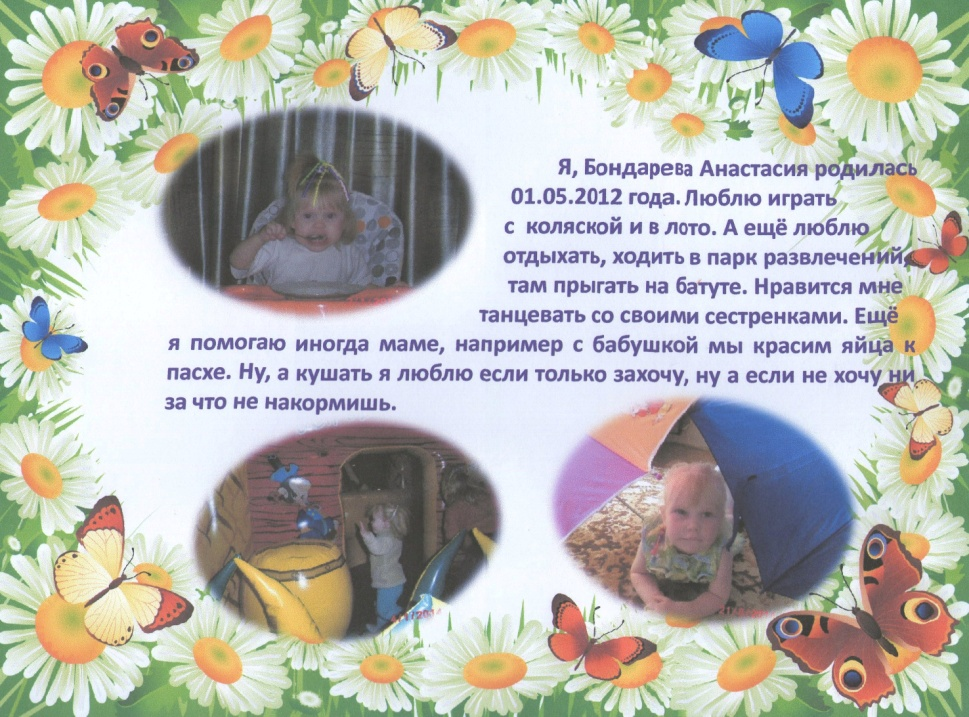 Я, Бондарева Анастасия родилась
01.05.2012 года. Люблю играть
с коляской и в лото. А ещё люблю
отдыхать, ходить в парк развлечений,
там прыгать на батуте. Нравится мне
танцевать со своими сестренками. Ещё
я помогаю иногда маме, например с бабушкой мы красим яйца к
пасхе. Ну, а кушать я люблю если только захочу, ну а если не хочу ни
за что не накормишь.